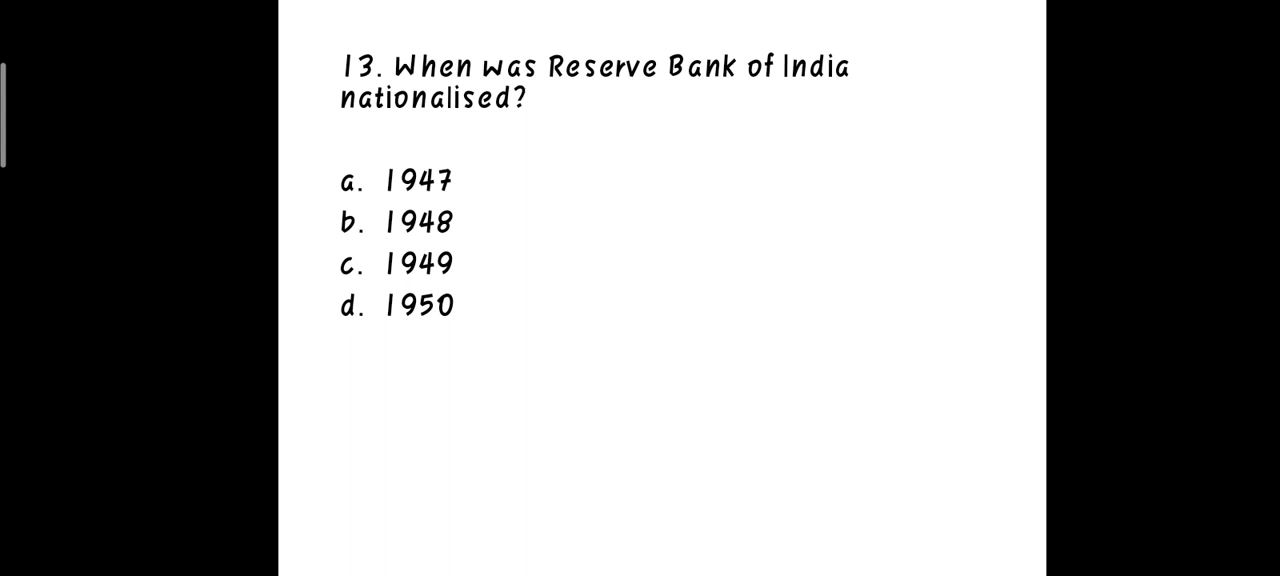 13. When was Reserve Bank of India
nationalised?
a. 1947
b. 1948
c. 1949
d. 1950